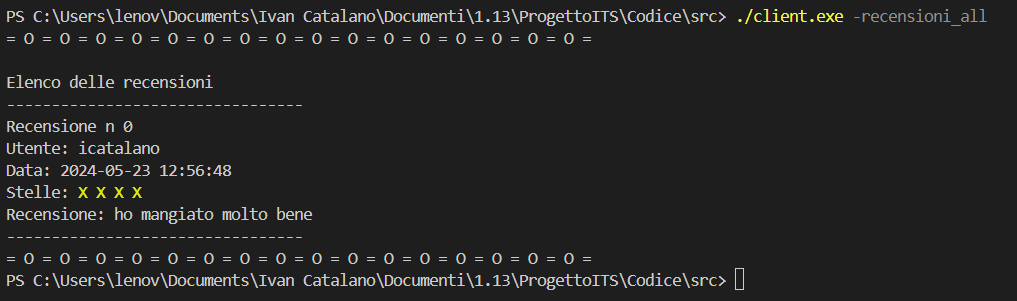 PS C:\Users\lenov\Documents\Ivan Catalano\Documenti\1.13\ProgettoITS\Codice\src> ./client.exe -recensioni_all
= O = O = O = O = O = O = O = O = O = O = O = O = O = O = O = O =

Elenco delle recensioni
---------------------------------
Recensione n 0
Utente: icatalano
Data: 2024-05-23 12:56:48
Stelle: X X X X
Recensione: ho mangiato molto bene
---------------------------------
= O = O = O = O = O = O = O = O = O = O = O = O = O = O = O = O =
PS C:\Users\lenov\Documents\Ivan Catalano\Documenti\1.13\ProgettoITS\Codice\src>